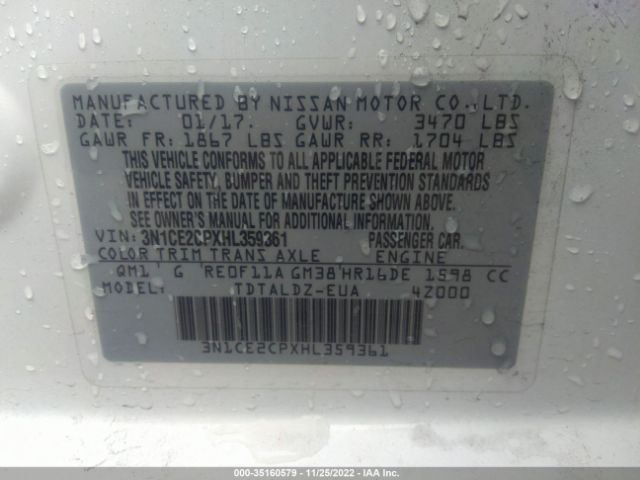 MANUFACTURED BY NISSAN MOTOR CO.,LTD.
DATE: 01/17. GVWR: 3470 LBS
GAWR FR: 1867 LBS GAWR RR: 1704 LBS
THIS VEHICLE CONFORMS TO ALL APPLICABLE FEDERAL MOTOR
VEHICLE SAFETY, BUMPER AND THEFT PREVENTION STANDARDS
IN EFFECT ON THE DATE OF MANUFACTURE SHOWN ABOVE.
SEE OWNER'S MANUAL FOR ADDITIONAL INFORMATION.
VIN: 3N1CE2CPXHL359361 PASSENGER CAR.
COLOR TRIM TRANS AXLE ENGINE
QM1 G RE0F11A GM38 HR16DE 1598 CC
MODEL: TDTALDZ-EUA 4Z000
3N1CE2CPXHL359361
000-35160579 - 11/25/2022 - IAA Inc.